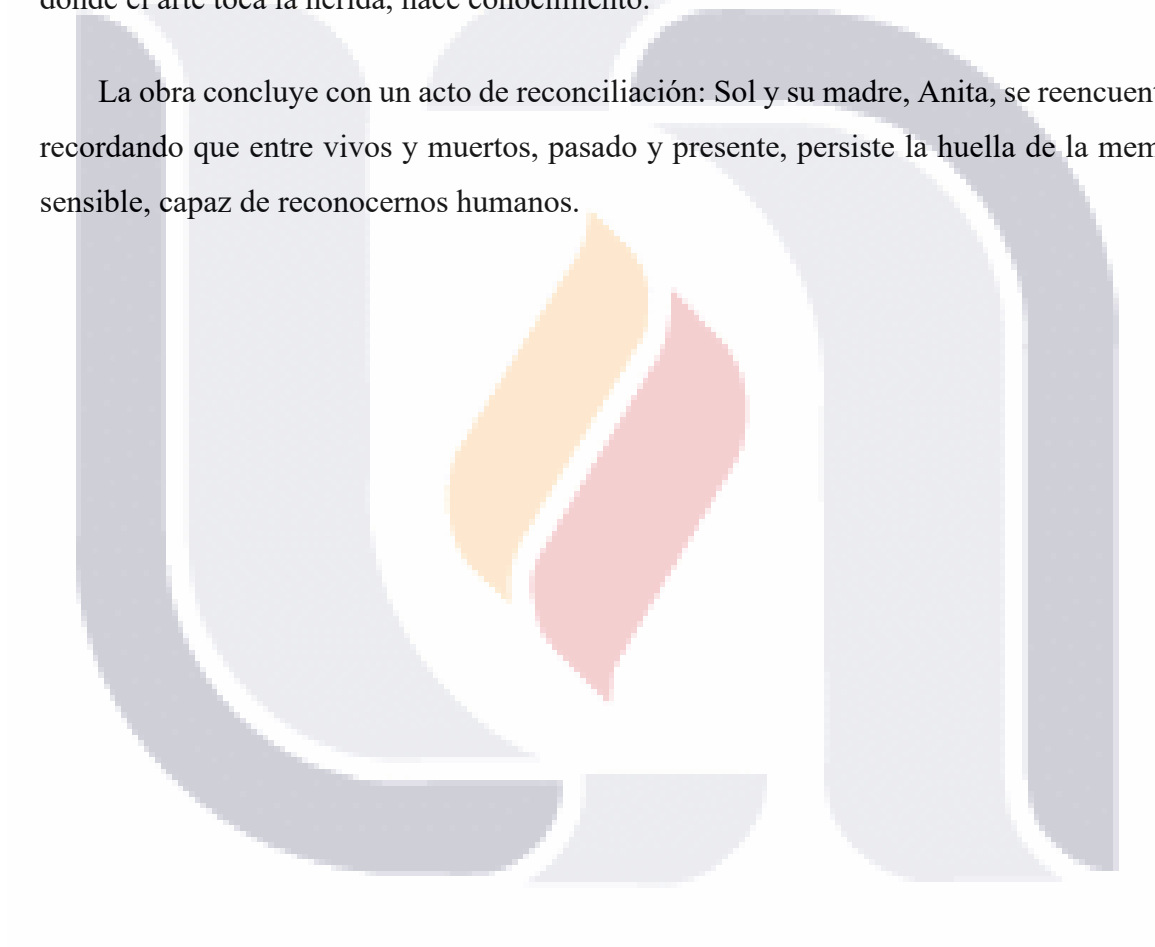 donde el arte toca la herida, nace conocimiento.
La obra concluye con un acto de reconciliación: Sol y su madre, Anita, se
recordando que entre vivos y muertos, pasado y presente, persiste la huella de la
sensible, capaz de reconocernos humanos.